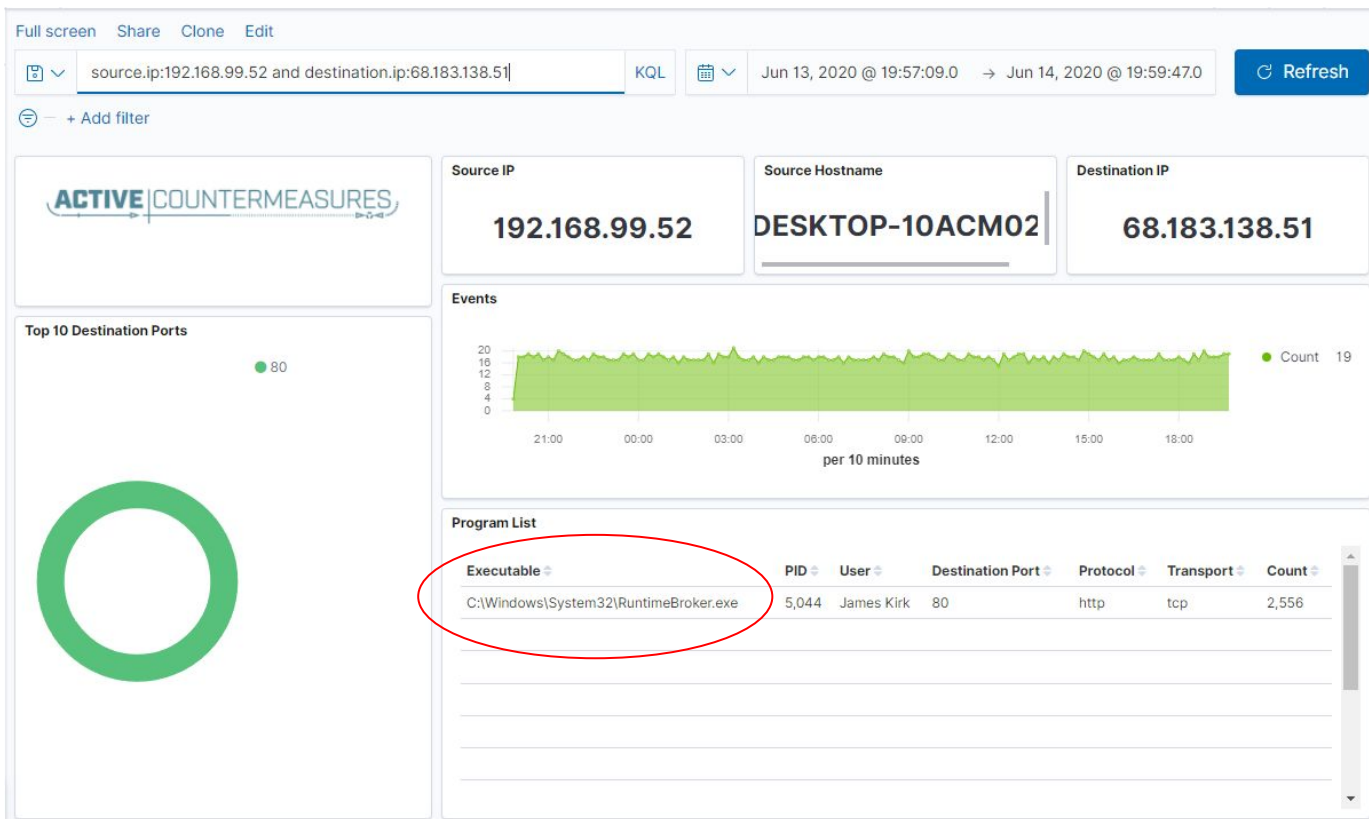 Full screen Share Clone Edit
source.ip:192.168.99.52 and destination.ip:68.183.138.51 KQL Jun 13, 2020 @ 19:57:09.0 → Jun 14, 2020 @ 19:59:47.0 Refresh
+ Add filter
ACTIVE COUNTERMEASURES
Source IP
192.168.99.52
Source Hostname
DESKTOP-10ACM02
Destination IP
68.183.138.51
Top 10 Destination Ports
80
Events
20
16
12
8
4
0
21:00 00:00 03:00 06:00 09:00 12:00 15:00 18:00
per 10 minutes
Count 19
Program List
Executable PID User Destination Port Protocol Transport Count
C:\Windows\System32\RuntimeBroker.exe 5,044 James Kirk 80 http tcp 2,556